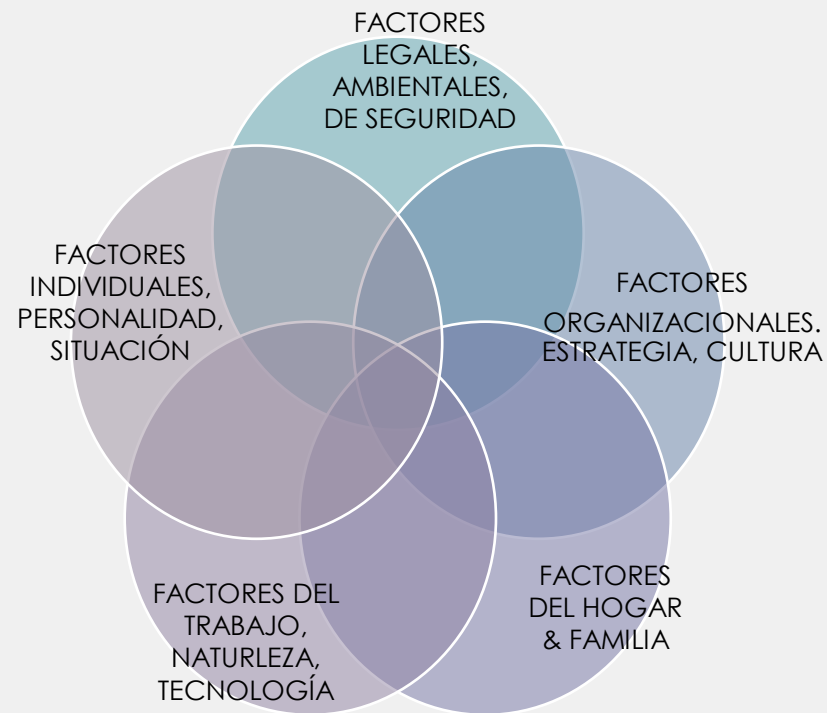 FACTORES
LEGALES,
AMBIENTALES,
DE SEGURIDAD
FACTORES
INDIVIDUALES,
PERSONALIDAD,
SITUACIÓN
FACTORES
ORGANIZACIONALES.
ESTRATEGIA, CULTURA
FACTORES DEL
TRABAJO,
NATURLEZA,
TECNOLOGÍA
FACTORES
DEL HOGAR
& FAMILIA